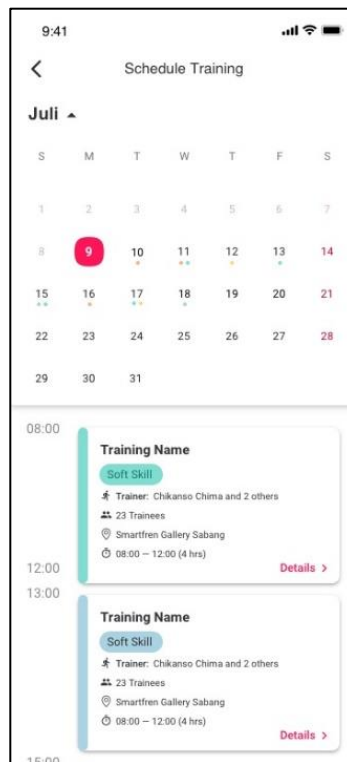 9:41
Schedule Training
Juli
S M T W T F S
1 2 3 4 5 6 7
8 9 10 11 12 13 14
15 16 17 18 19 20 21
22 23 24 25 26 27 28
29 30 31
08:00
Training Name
Soft Skill
Trainer: Chikanso Chima and 2 others
23 Trainees
Smartfren Gallery Sabang
08:00 – 12:00 (4 hrs)
12:00
Details >
13:00
Training Name
Soft Skill
Trainer: Chikanso Chima and 2 others
23 Trainees
Smartfren Gallery Sabang
08:00 – 12:00 (4 hrs)
Details >
15:00